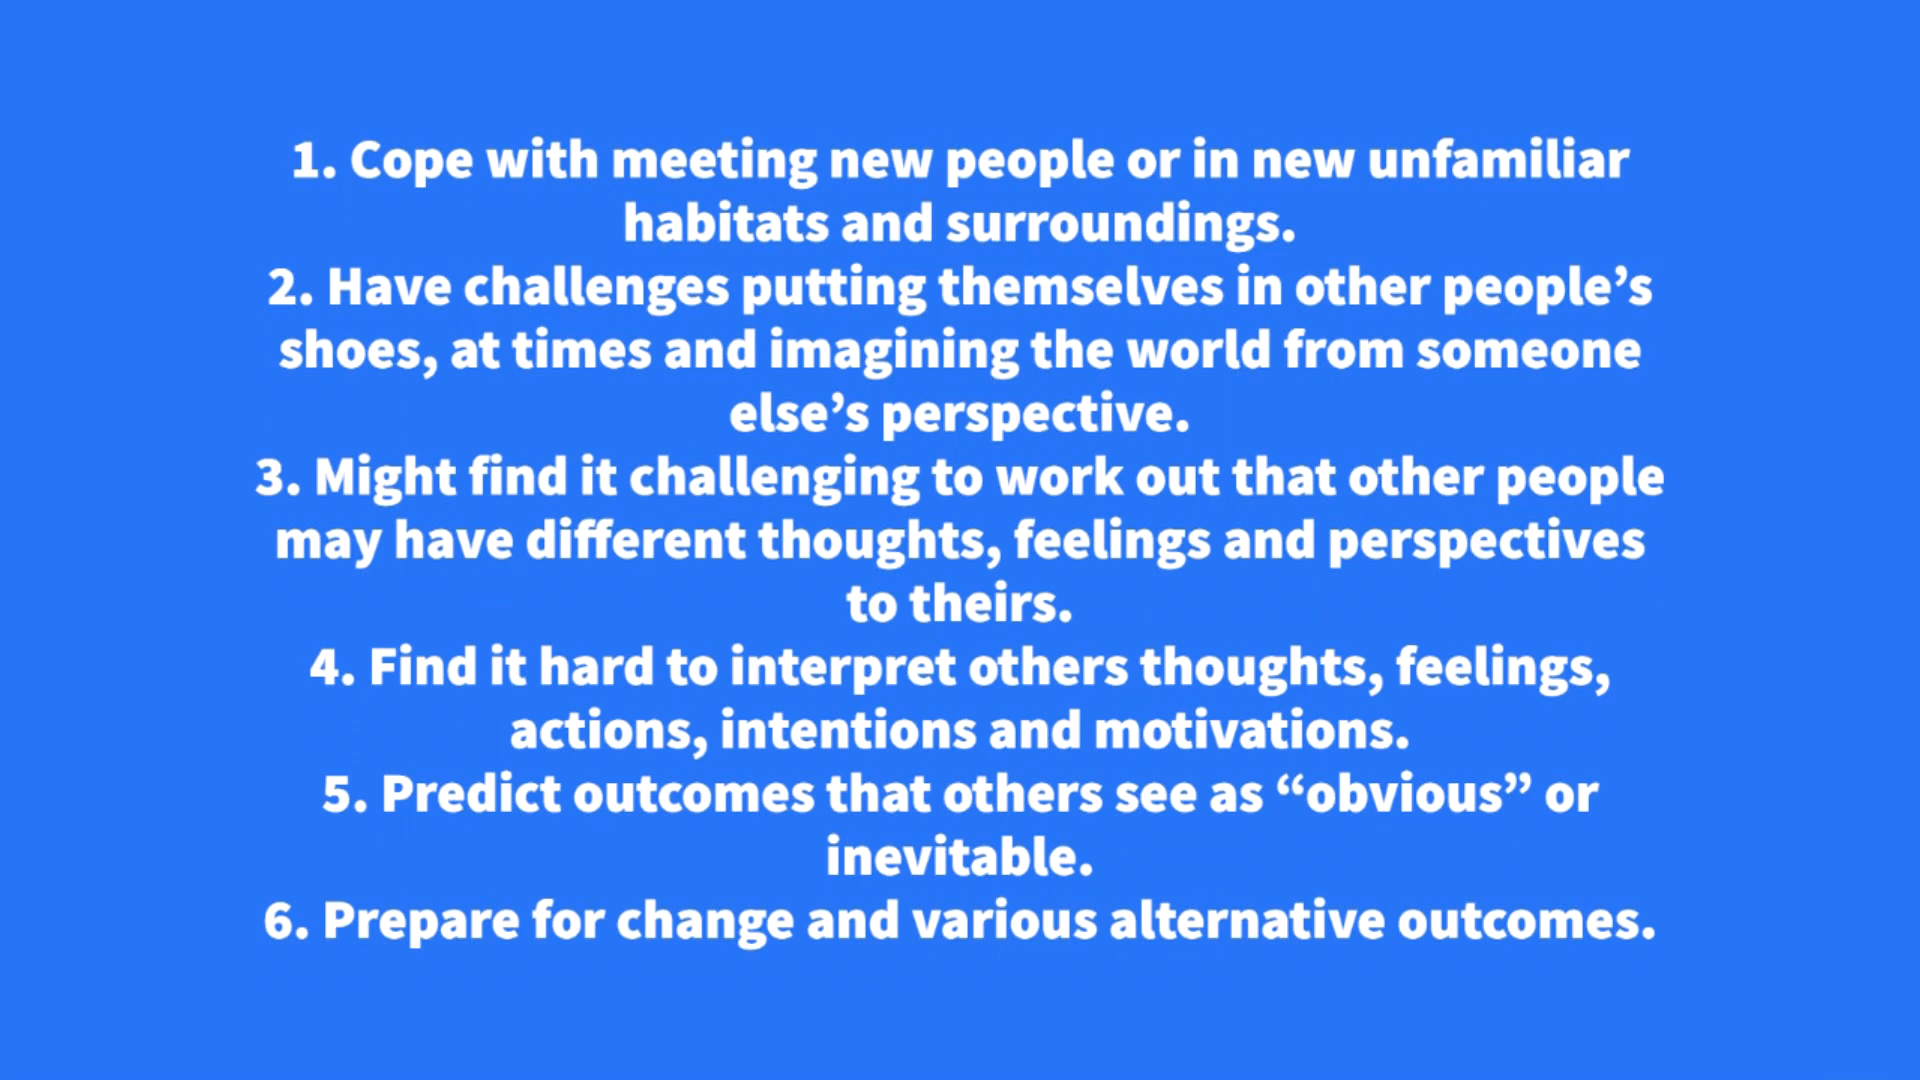 1. Cope with meeting new people or in new unfamiliar
habitats and surroundings.
2. Have challenges putting themselves in other people’s
shoes, at times and imagining the world from someone
else’s perspective.
3. Might find it challenging to work out that other people
may have different thoughts, feelings and perspectives
to theirs.
4. Find it hard to interpret others thoughts, feelings,
actions, intentions and motivations.
5. Predict outcomes that others see as “obvious” or
inevitable.
6. Prepare for change and various alternative outcomes.